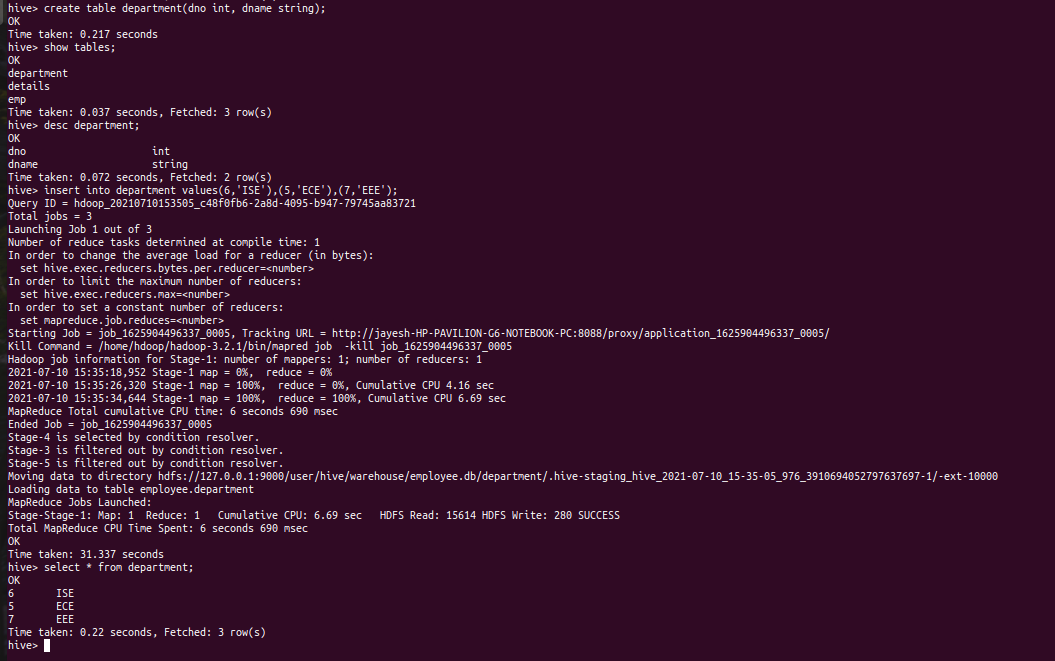 hive> create table department(dno int, dname string);
OK
Time taken: 0.217 seconds
hive> show tables;
OK
department
details
emp
Time taken: 0.037 seconds, Fetched: 3 row(s)
hive> desc department;
OK
dno                     int
dname                   string
Time taken: 0.072 seconds, Fetched: 2 row(s)
hive> insert into department values(6,'ISE'),(5,'ECE'),(7,'EEE');
Query ID = hdoop_20210710153505_c48f0fb6-2a8d-4095-b947-79745aa83721
Total jobs = 3
Launching Job 1 out of 3
Number of reduce tasks determined at compile time: 1
In order to change the average load for a reducer (in bytes):
  set hive.exec.reducers.bytes.per.reducer=<number>
In order to limit the maximum number of reducers:
  set hive.exec.reducers.max=<number>
In order to set a constant number of reducers:
  set mapreduce.job.reduces=<number>
Starting Job = job_1625904496337_0005, Tracking URL = http://jayesh-HP-PAVILION-G6-NOTEBOOK-PC:8088/proxy/application_1625904496337_0005/
Kill Command = /home/hdoop/hadoop-3.2.1/bin/mapred job  -kill job_1625904496337_0005
Hadoop job information for Stage-1: number of mappers: 1; number of reducers: 1
2021-07-10 15:35:18,952 Stage-1 map = 0%,  reduce = 0%
2021-07-10 15:35:26,320 Stage-1 map = 100%,  reduce = 0%, Cumulative CPU 4.16 sec
2021-07-10 15:35:34,644 Stage-1 map = 100%,  reduce = 100%, Cumulative CPU 6.69 sec
MapReduce Total cumulative CPU time: 6 seconds 690 msec
Ended Job = job_1625904496337_0005
Stage-4 is selected by condition resolver.
Stage-3 is filtered out by condition resolver.
Stage-5 is filtered out by condition resolver.
Moving data to directory hdfs://127.0.0.1:9000/user/hive/warehouse/employee.db/department/.hive-staging_hive_2021-07-10_15-35-05_976_3910694052797637697-1/-ext-10000
Loading data to table employee.department
MapReduce Jobs Launched:
Stage-Stage-1: Map: 1  Reduce: 1   Cumulative CPU: 6.69 sec   HDFS Read: 15614 HDFS Write: 280 SUCCESS
Total MapReduce CPU Time Spent: 6 seconds 690 msec
OK
Time taken: 31.337 seconds
hive> select * from department;
OK
6       ISE
5       ECE
7       EEE
Time taken: 0.22 seconds, Fetched: 3 row(s)
hive>